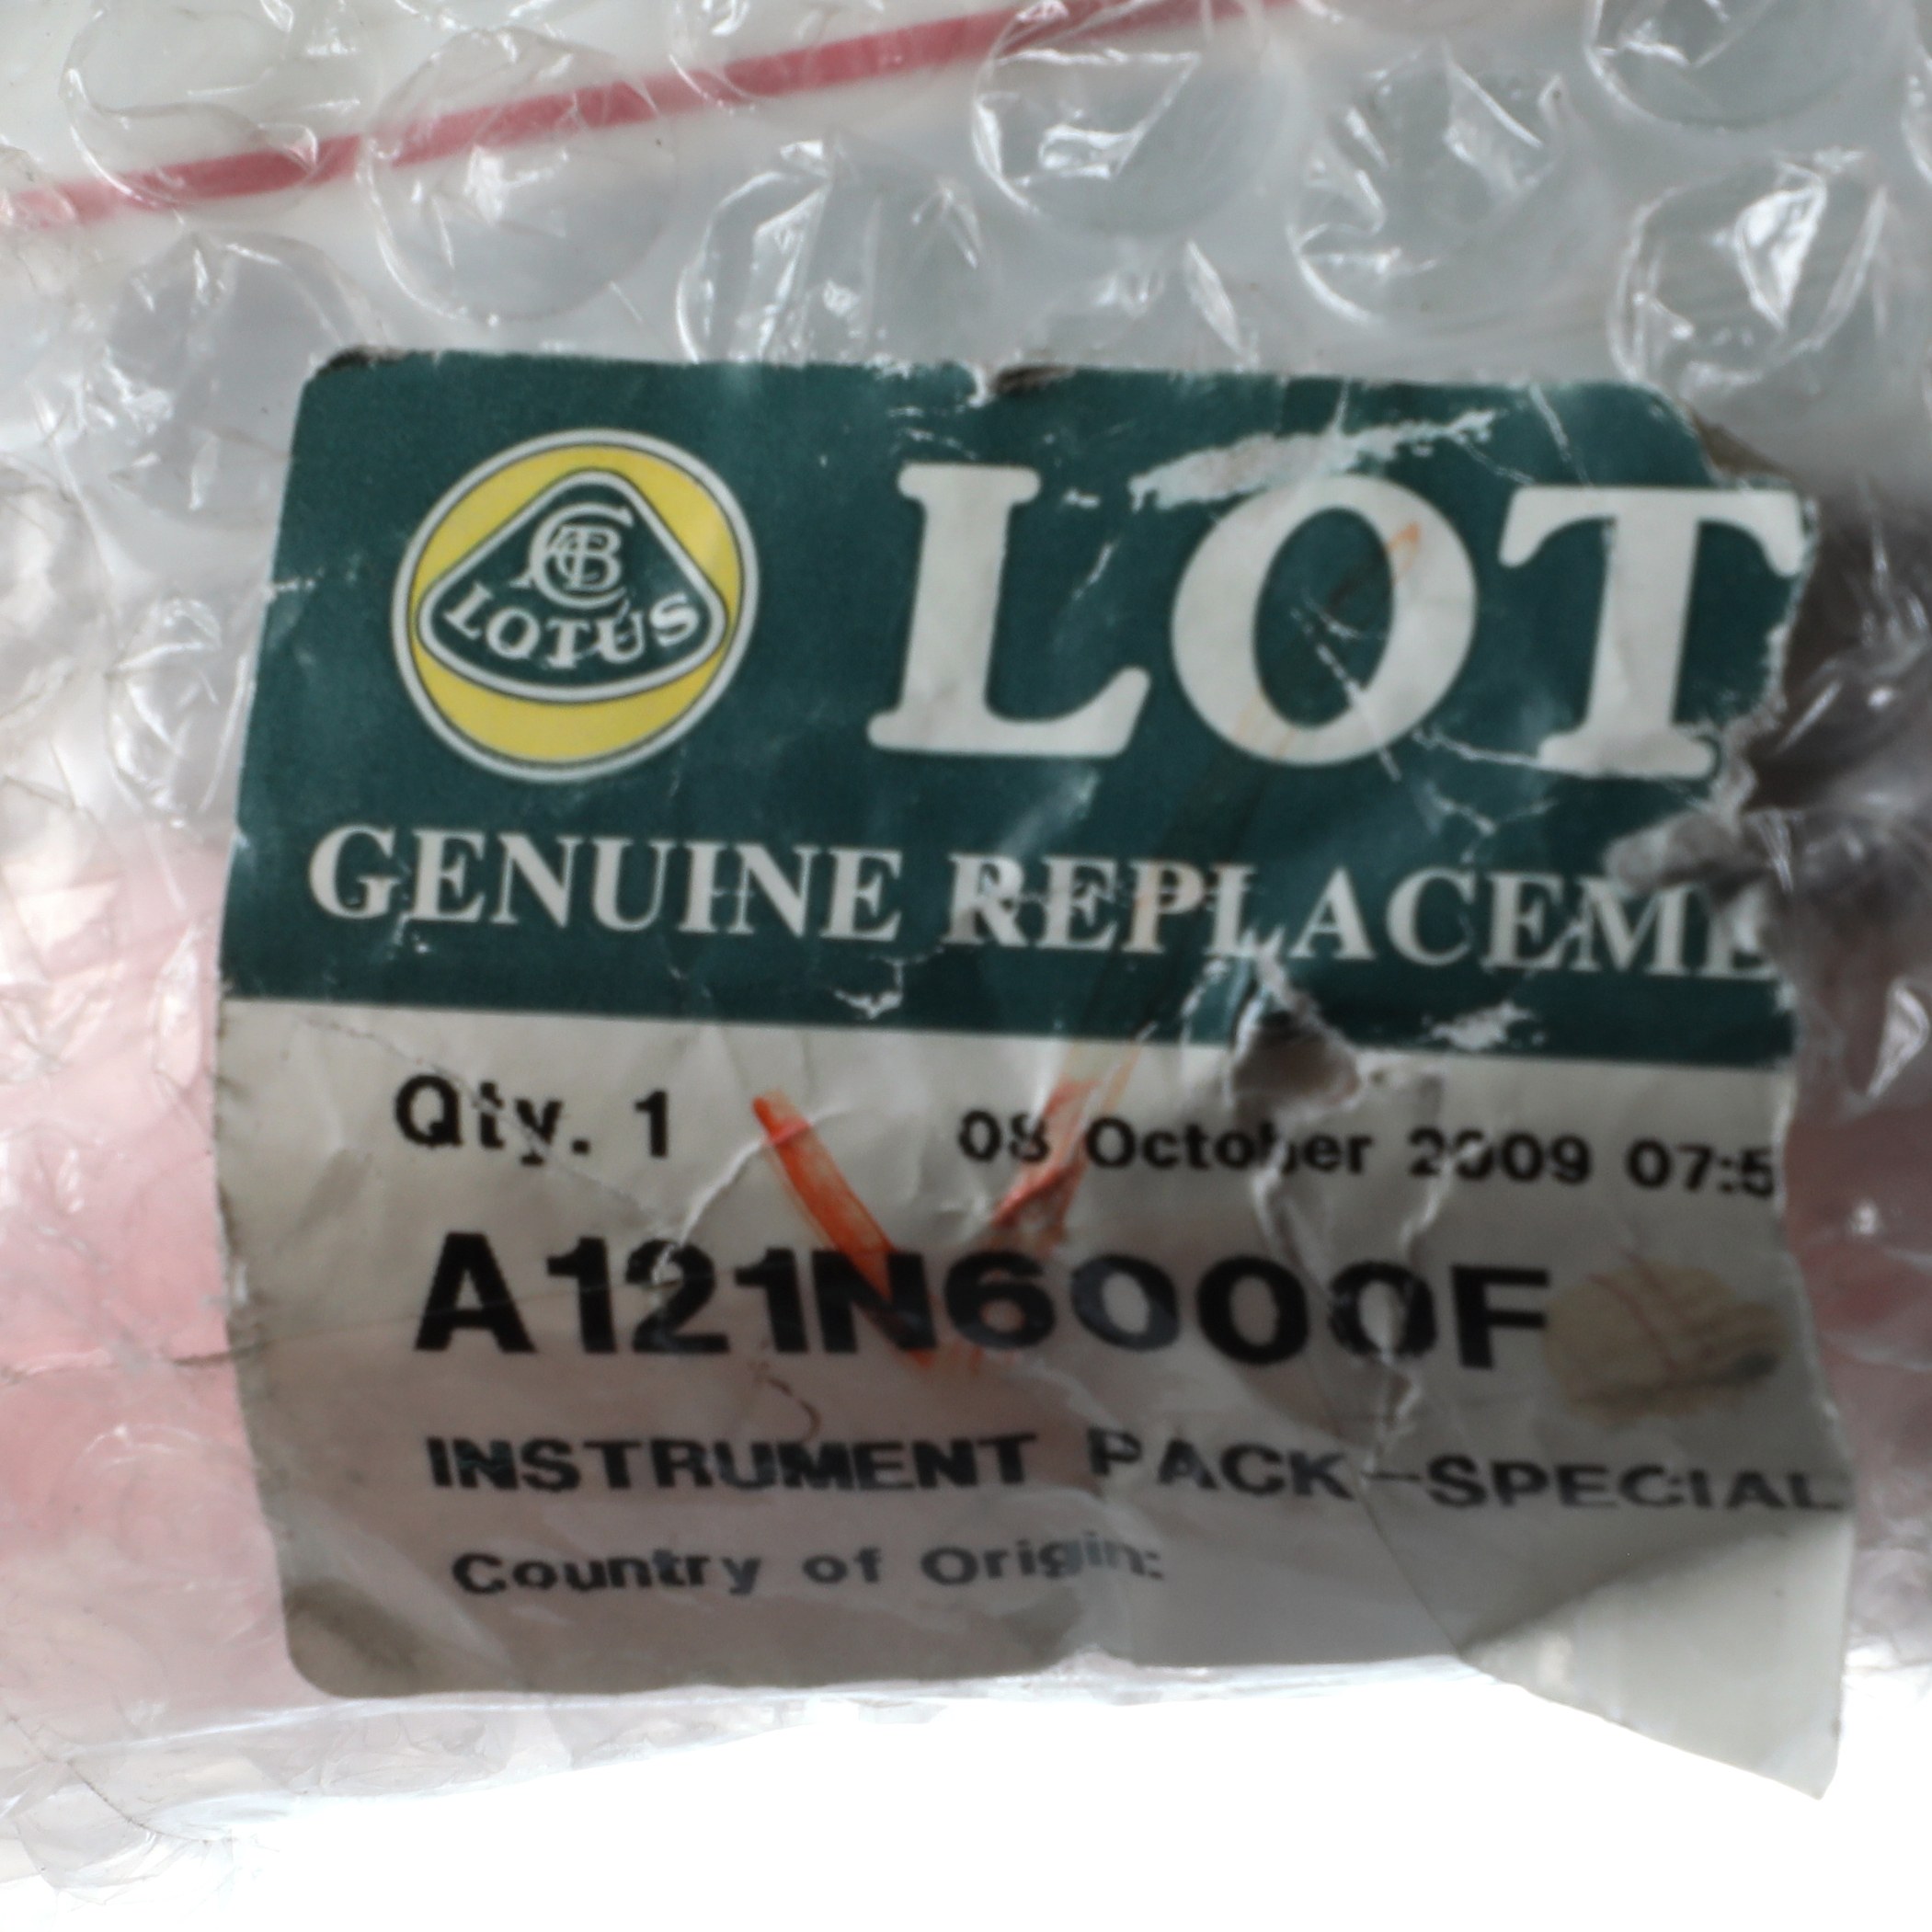 LOTUS
LOT
GENUINE REPLACEME
Qty. 1 08 October 2009 07:5
A121N6000F
INSTRUMENT PACK-SPECIAL
Country of Origin: